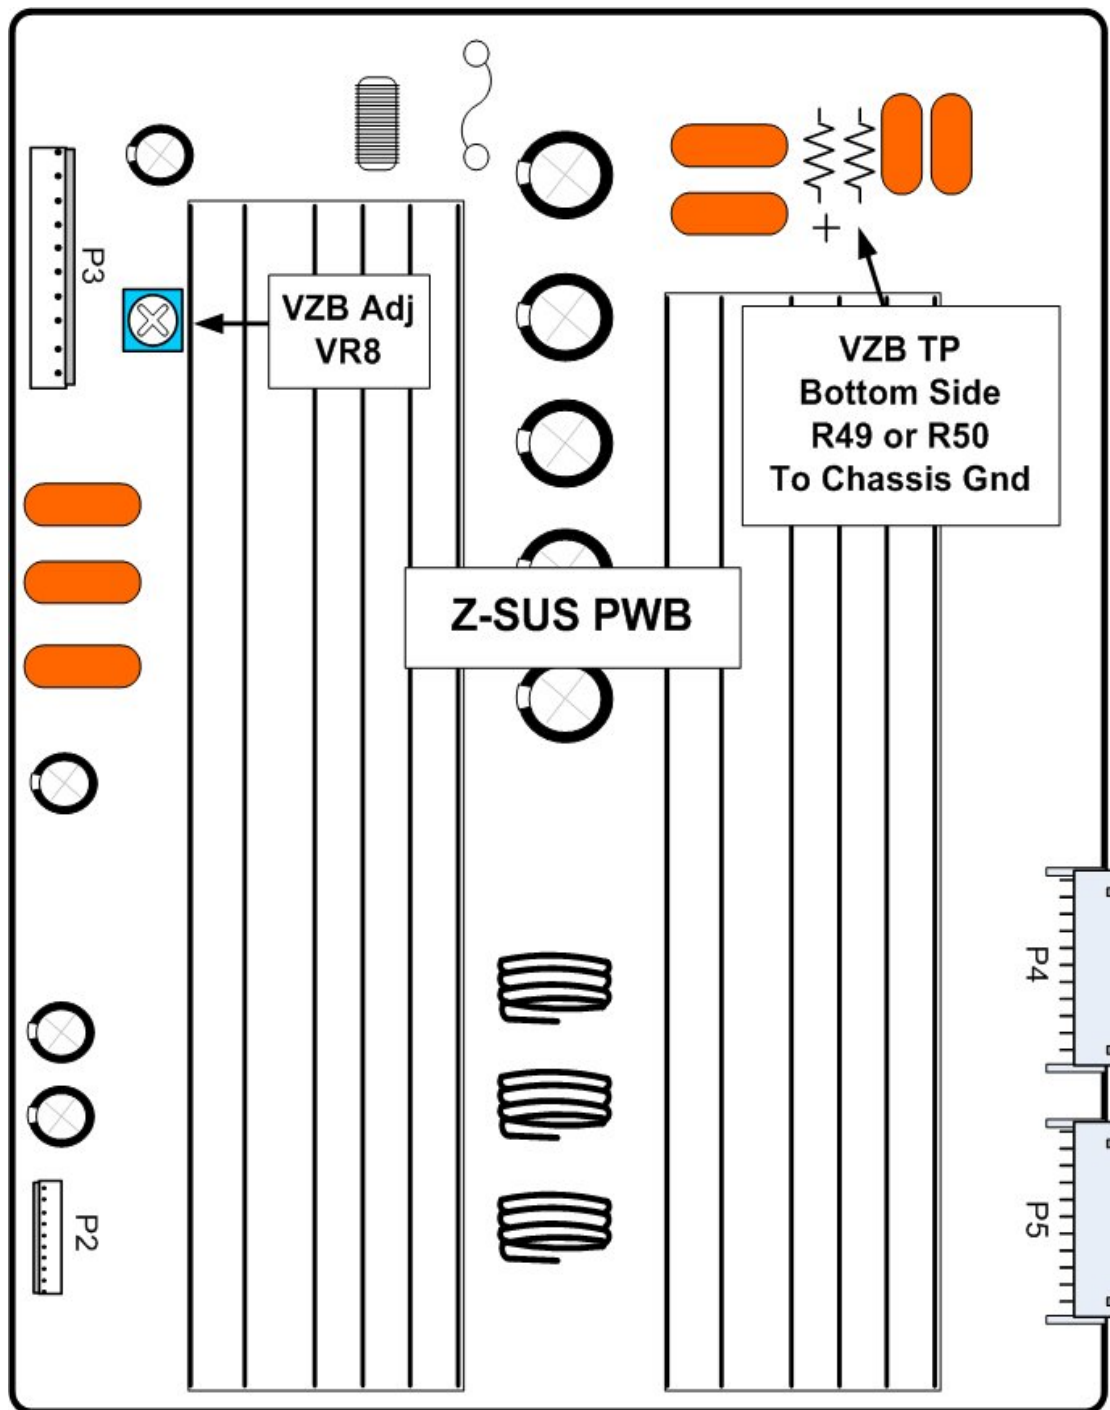 P3
VZB Adj
VR8
+
VZB TP
Bottom Side
R49 or R50
To Chassis Gnd
Z-SUS PWB
P4
P2
P5